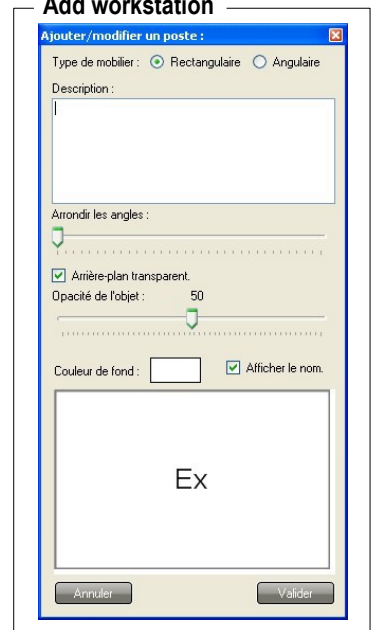 Add workstation
Ajouter/modifier un poste :
Type de mobilier : Rectangulaire Angulaire
Description :
Arrondir les angles :
Arrière-plan transparent.
Opacité de l'objet : 50
Couleur de fond : Afficher le nom.
Ex
Annuler Valider